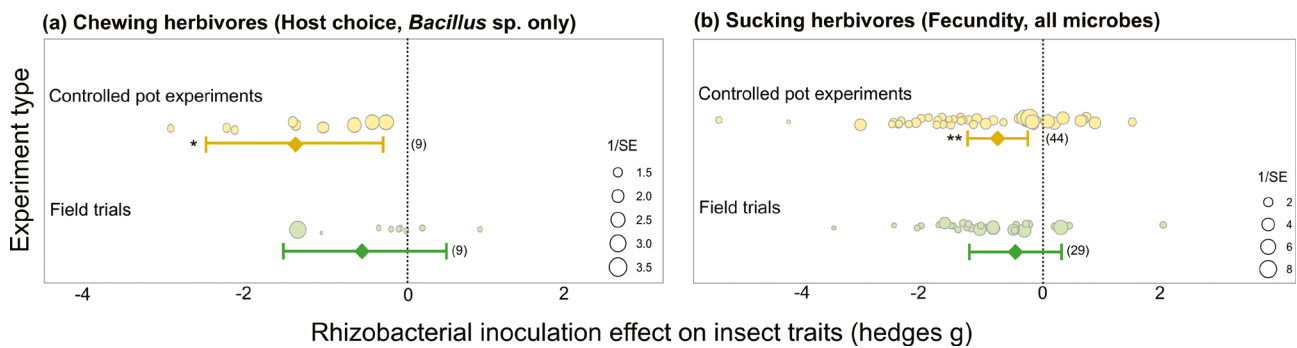 (a) Chewing herbivores (Host choice, Bacillus sp. only)
(b) Sucking herbivores (Fecundity, all microbes)
Experiment type
Controlled pot experiments
*
(9)
Field trials
(9)
1/SE
1.5
2.0
2.5
3.0
3.5
-4
-2
0
2
Controlled pot experiments
**
(44)
Field trials
(29)
1/SE
2
4
6
8
-4
-2
0
2
Rhizobacterial inoculation effect on insect traits (hedges g)